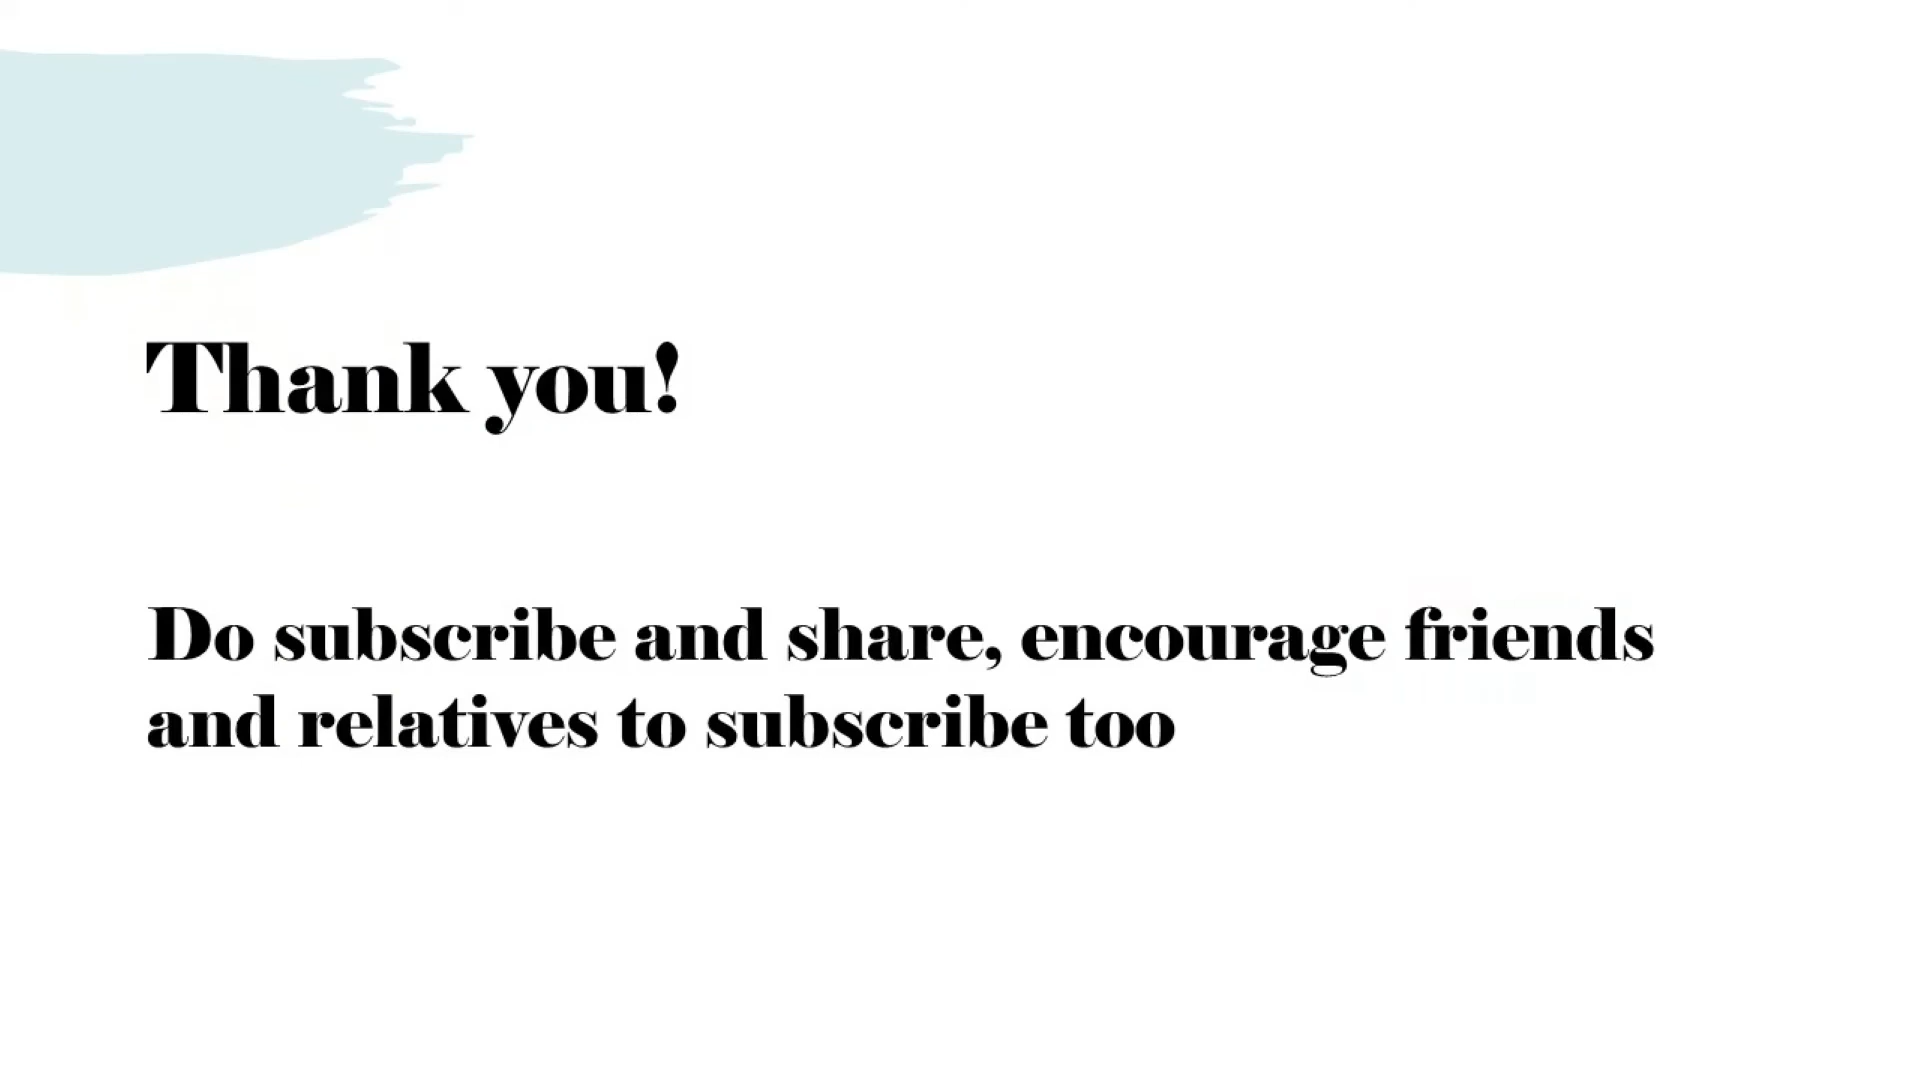 Thank you!
Do subscribe and share, encourage friends
and relatives to subscribe too